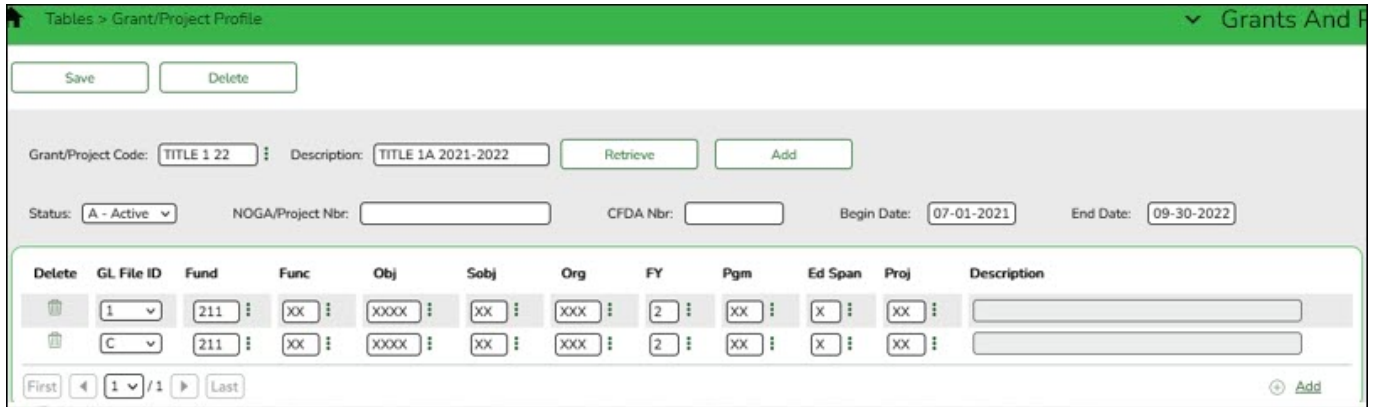 Tables > Grant/Project Profile Grants And
Save Delete
Grant/Project Code: TITLE 1 22 Description: TITLE 1A 2021-2022 Retrieve Add
Status: A - Active NOGA/Project Nbr: CFDA Nbr: Begin Date: 07-01-2021 End Date: 09-30-2022
Delete GL File ID Fund Func Obj Sobj Org FY Pgm Ed Span Proj Description
1 211 XX XXXX XX XXX 2 XX X XX
C 211 XX XXXX XX XXX 2 XX X XX
First 1 / 1 Last Add